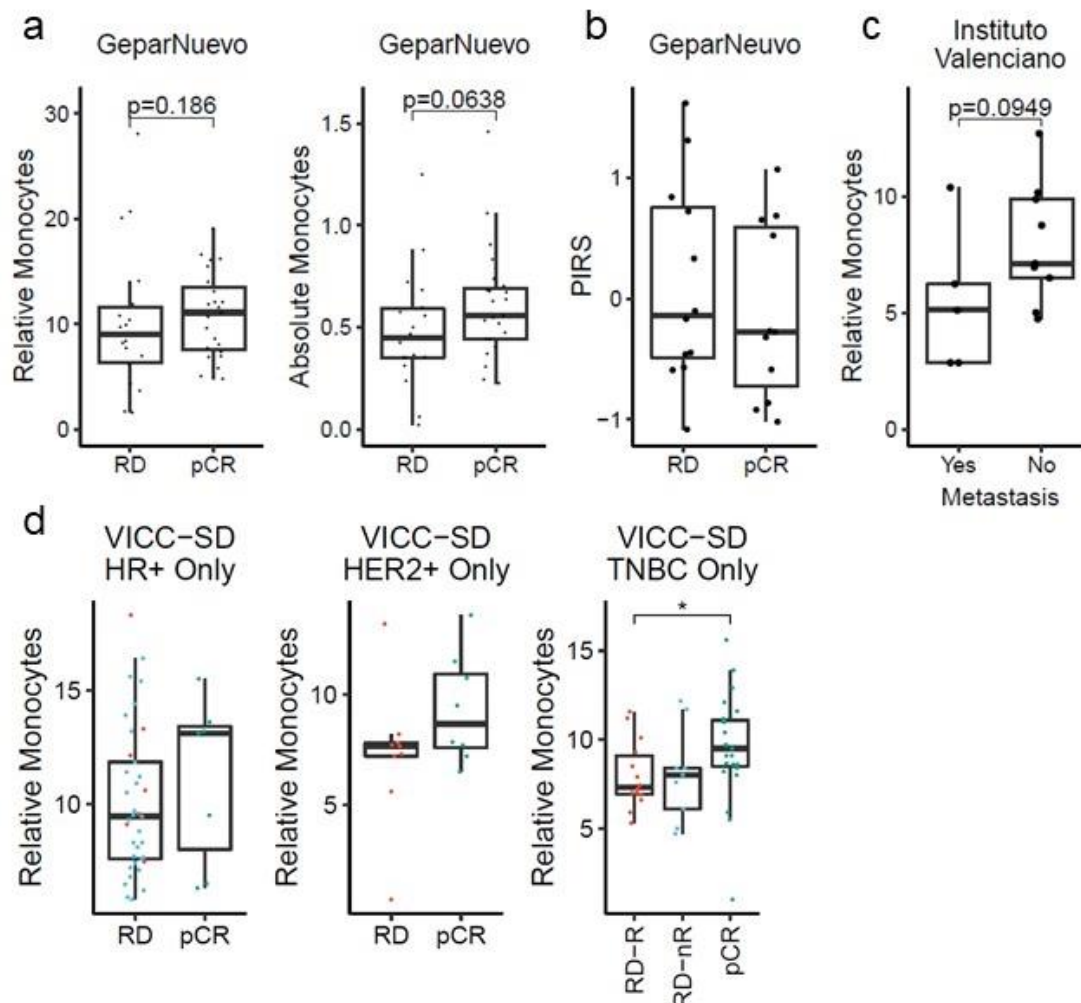 a
GeparNuevo
Relative Monocytes
30
20
10
0
p=0.186
RD pCR
GeparNuevo
Absolute Monocytes
1.5
1.0
0.5
0.0
p=0.0638
RD pCR
b
GeparNeuvo
PIRS
1
0
−1
RD pCR
c
Instituto
Valenciano
Relative Monocytes
10
5
0
p=0.0949
Yes No
Metastasis
d
VICC−SD
HR+ Only
Relative Monocytes
15
10
RD pCR
VICC−SD
HER2+ Only
Relative Monocytes
10
5
RD pCR
VICC−SD
TNBC Only
Relative Monocytes
15
10
5
*
RD−R
RD−nR
pCR